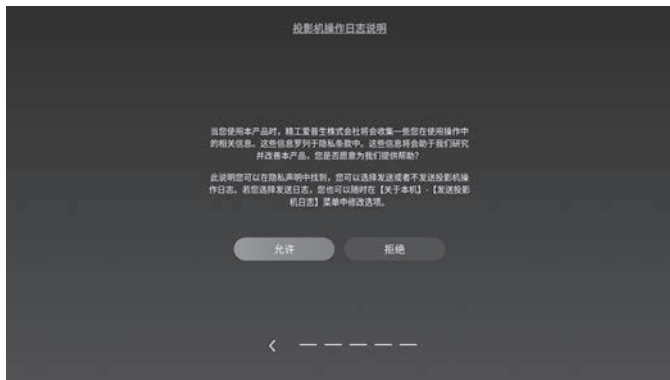 投影机操作日志说明
当您使用本产品时，精工爱普生株式会社将会收集一些您在使用操作中
的相关信息。这些信息罗列于隐私条款中。这些信息将会助于我们研究
并改善本产品，您是否愿意为我们提供帮助？
此说明您可以在隐私声明中找到，您可以选择发送或者不发送投影机操
作日志。若您选择发送日志，您也可以随时在【关于本机】-【发送投影
机日志】菜单中修改选项。
允许
拒绝